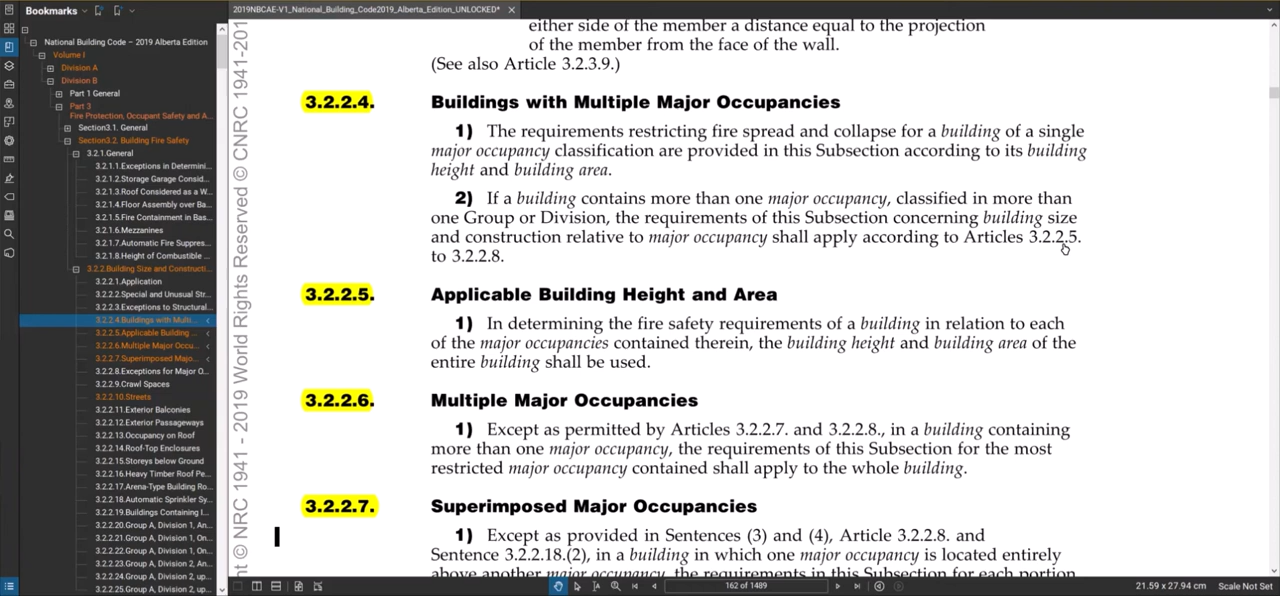 Bookmarks
2019NBCAE-V1_National_Building_Code2019_Alberta_Edition_UNLOCKED*
National Building Code – 2019 Alberta Edition
Volume I
Division A
Division B
Part 1 General
Part 3
Fire Protection, Occupant Safety and A...
Section3.1. General
Section3.2. Building Fire Safety
3.2.1.General
3.2.1.1.Exceptions in Determini...
3.2.1.2.Storage Garage Consid...
3.2.1.3.Roof Considered as a W...
3.2.1.4.Floor Assembly over Ba...
3.2.1.5.Fire Containment in Bas...
3.2.1.6.Mezzanines
3.2.1.7.Automatic Fire Suppres...
3.2.1.8.Height of Combustible ...
3.2.2.Building Size and Constructi...
3.2.2.1.Application
3.2.2.2.Special and Unusual Str...
3.2.2.3.Exceptions to Structural...
3.2.2.4.Buildings with Multi...
3.2.2.5.Applicable Building ...
3.2.2.6.Multiple Major Occu...
3.2.2.7.Superimposed Majo...
3.2.2.8.Exceptions for Major O...
3.2.2.9.Crawl Spaces
3.2.2.10.Streets
3.2.2.11.Exterior Balconies
3.2.2.12.Exterior Passageways
3.2.2.13.Occupancy on Roof
3.2.2.14.Roof-Top Enclosures
3.2.2.15.Storeys below Ground
3.2.2.16.Heavy Timber Roof Pe...
3.2.2.17.Arena-Type Building Ro...
3.2.2.18.Automatic Sprinkler Sy...
3.2.2.19.Buildings Containing I...
3.2.2.20.Group A, Division 1, An...
3.2.2.21.Group A, Division 1, On...
3.2.2.22.Group A, Division 1, On...
3.2.2.23.Group A, Division 2, An...
3.2.2.24.Group A, Division 2, up...
3.2.2.25.Group A, Division 2, up...
© NRC 1941 - 2019 World Rights Reserved © CNRC 1941-201
either side of the member a distance equal to the projection
of the member from the face of the wall.
(See also Article 3.2.3.9.)
3.2.2.4. Buildings with Multiple Major Occupancies
1) The requirements restricting fire spread and collapse for a building of a single
major occupancy classification are provided in this Subsection according to its building
height and building area.
2) If a building contains more than one major occupancy, classified in more than
one Group or Division, the requirements of this Subsection concerning building size
and construction relative to major occupancy shall apply according to Articles 3.2.2.5.
to 3.2.2.8.
3.2.2.5. Applicable Building Height and Area
1) In determining the fire safety requirements of a building in relation to each
of the major occupancies contained therein, the building height and building area of the
entire building shall be used.
3.2.2.6. Multiple Major Occupancies
1) Except as permitted by Articles 3.2.2.7. and 3.2.2.8., in a building containing
more than one major occupancy, the requirements of this Subsection for the most
restricted major occupancy contained shall apply to the whole building.
3.2.2.7. Superimposed Major Occupancies
1) Except as provided in Sentences (3) and (4), Article 3.2.2.8. and
Sentence 3.2.2.18.(2), in a building in which one major occupancy is located entirely
above another major occupancy, the requirements in this Subsection for each portion
162 of 1489
21.59 x 27.94 cm
Scale Not Set